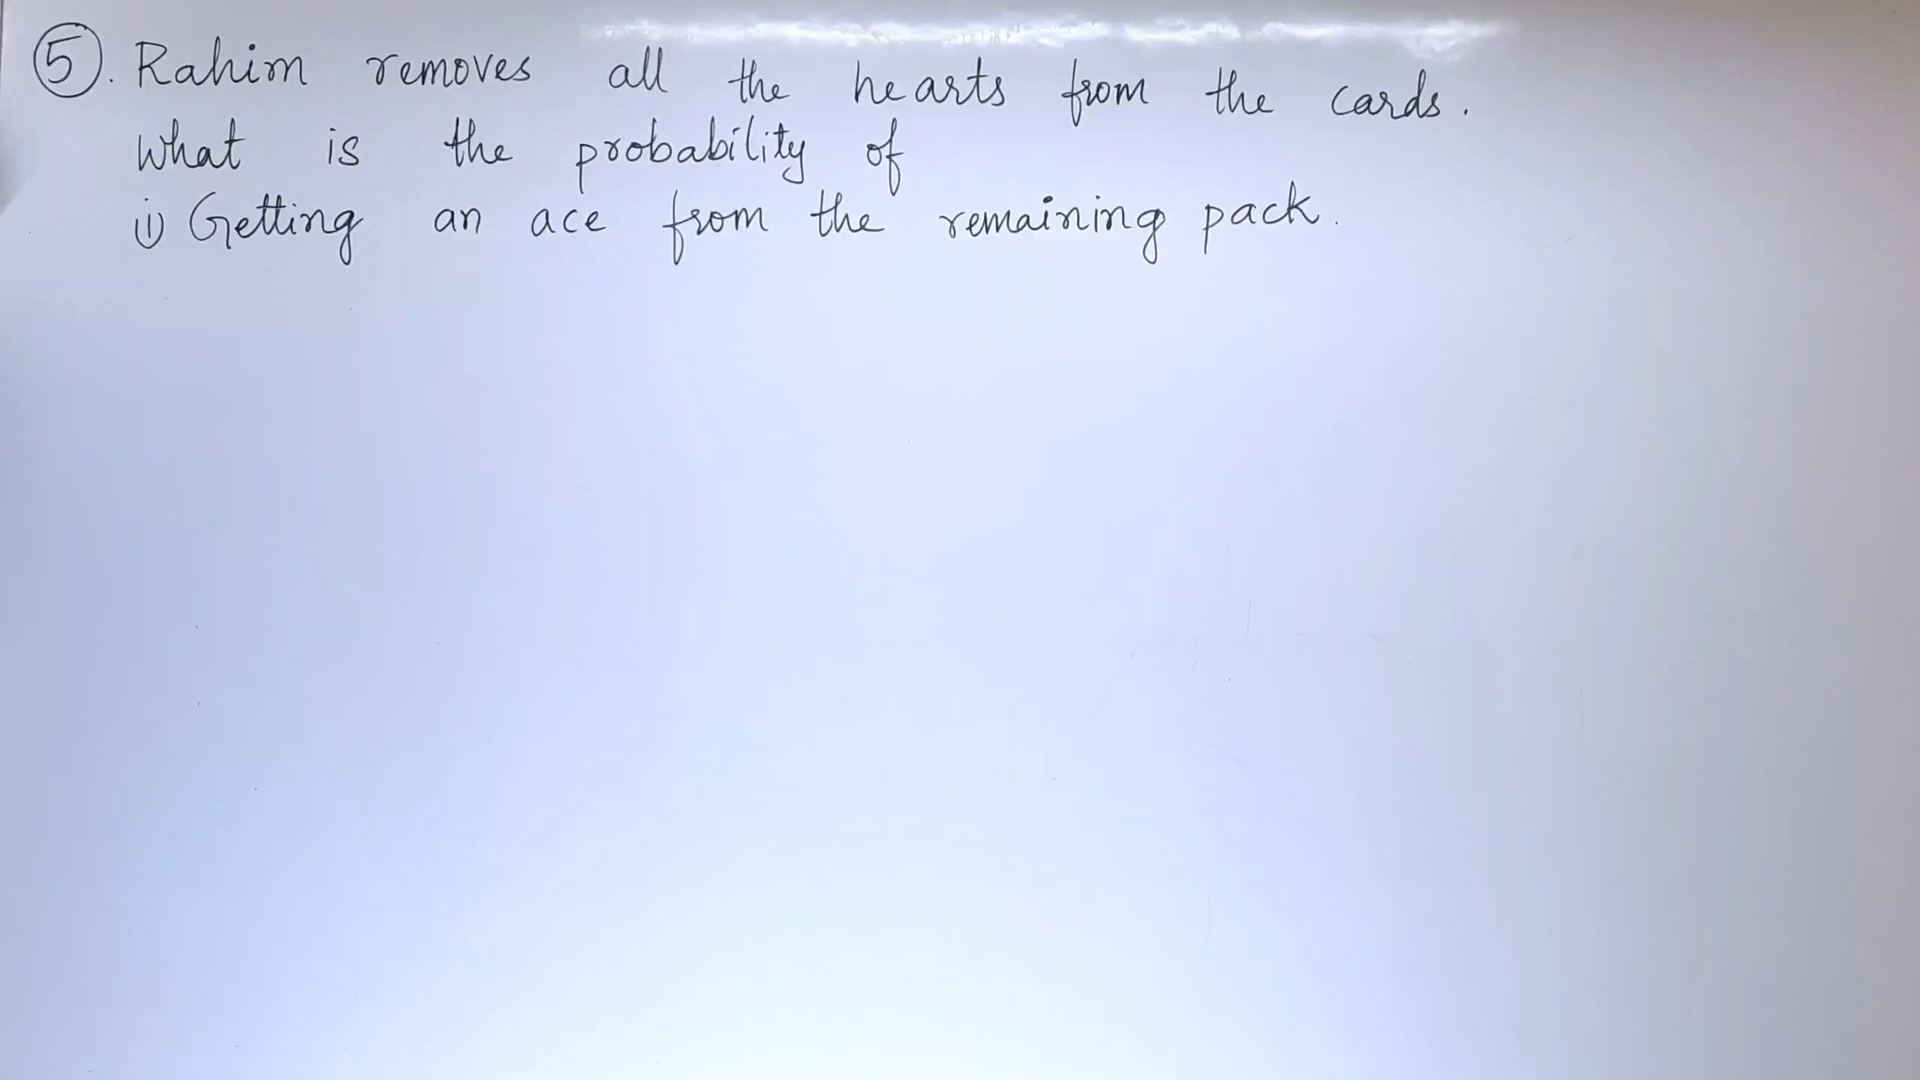 5. Rahim removes all the hearts from the cards.
What is the probability of
i) Getting an ace from the remaining pack.